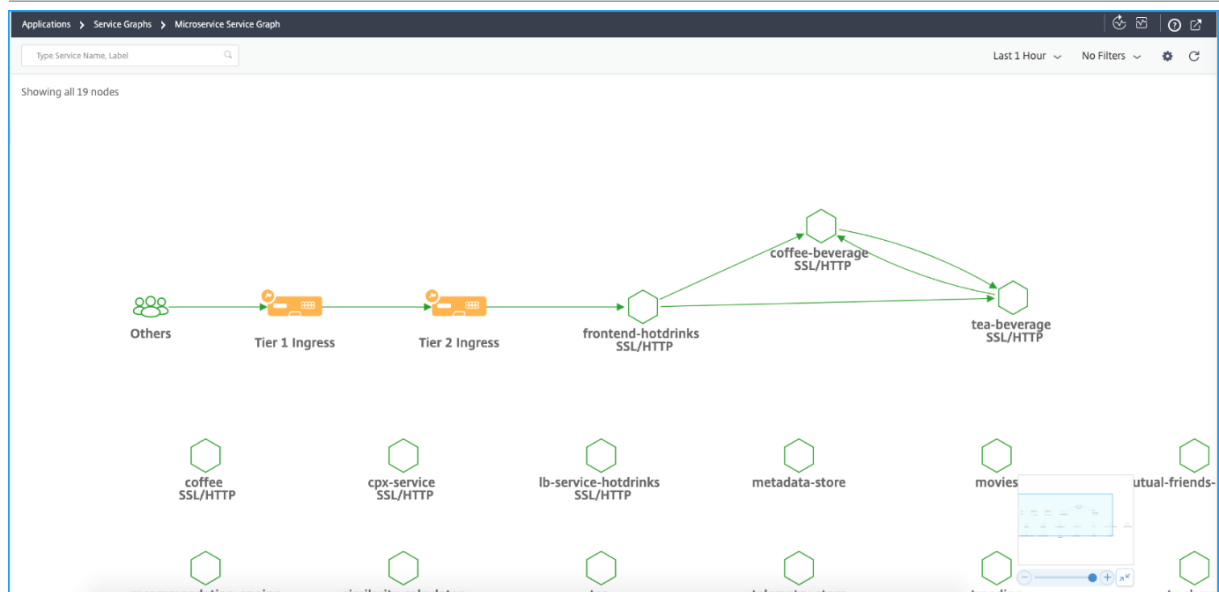 Applications > Service Graphs > Microservice Service Graph
Type Service Name, Label
Last 1 Hour
No Filters
Showing all 19 nodes
coffee-beverage
SSL/HTTP
Others
Tier 1 Ingress
Tier 2 Ingress
frontend-hotdrinks
SSL/HTTP
tea-beverage
SSL/HTTP
coffee
SSL/HTTP
cpx-service
SSL/HTTP
lb-service-hotdrinks
SSL/HTTP
metadata-store
movies
utual-friends-